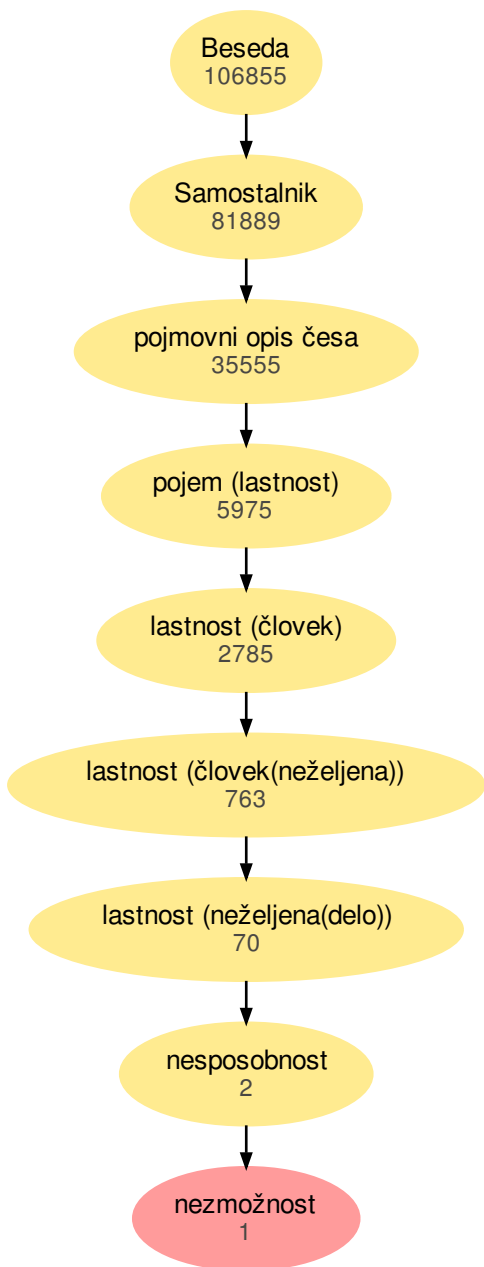 Beseda
106855
Samostalnik
81889
pojmovni opis česa
35555
pojem (lastnost)
5975
lastnost (človek)
2785
lastnost (človek(neželjena))
763
lastnost (neželjena(delo))
70
nesposobnost
2
nezmožnost
1